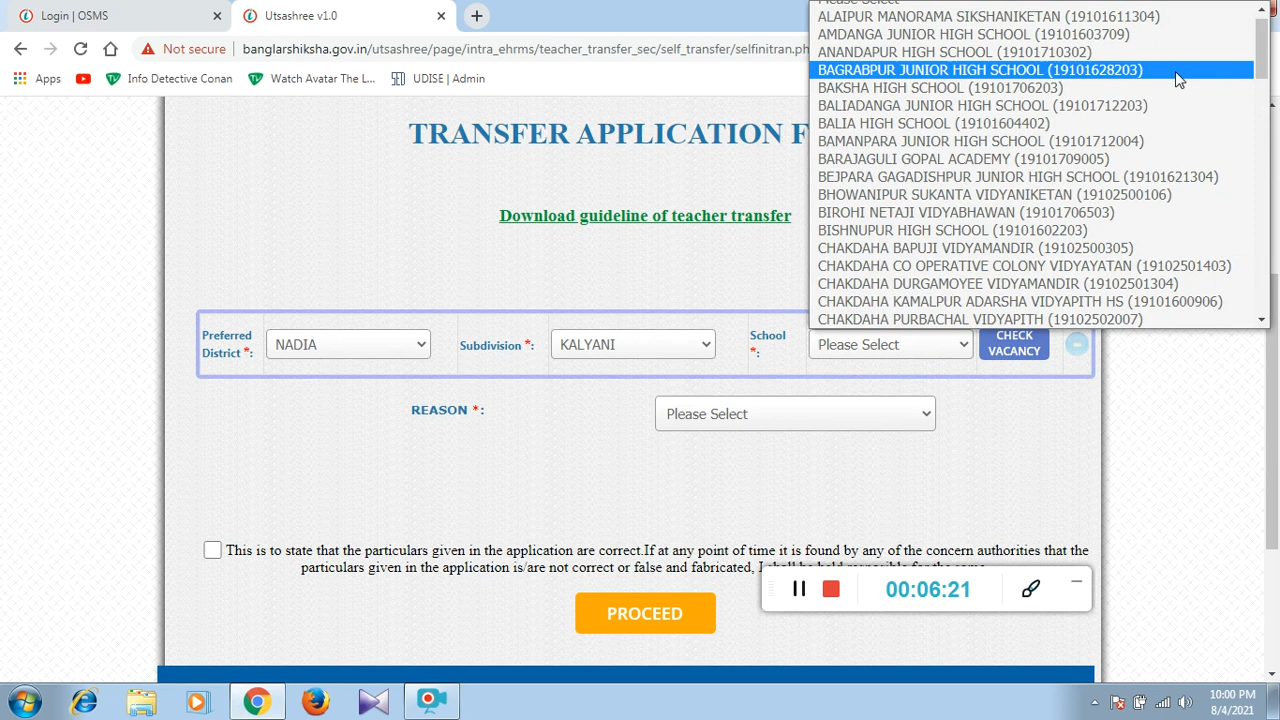 Login | OSMS
Utsashree v1.0
Not secure
banglarshiksha.gov.in/utsashree/page/intra_ehrms/teacher_transfer_sec/self_transfer/selfinitran.ph
Apps
Info Detective Conan
Watch Avatar The L...
UDISE | Admin
ALAIPUR MANORAMA SIKSHANIKETAN (19101611304)
AMDANGA JUNIOR HIGH SCHOOL (19101603709)
ANANDAPUR HIGH SCHOOL (19101710302)
BAGRABPUR JUNIOR HIGH SCHOOL (19101628203)
BAKSHA HIGH SCHOOL (19101706203)
BALIADANGA JUNIOR HIGH SCHOOL (19101712203)
BALIA HIGH SCHOOL (19101604402)
BAMANPARA JUNIOR HIGH SCHOOL (19101712004)
BARAJAGULI GOPAL ACADEMY (19101709005)
BEJPARA GAGADISHPUR JUNIOR HIGH SCHOOL (19101621304)
BHOWANIPUR SUKANTA VIDYANIKETAN (19102500106)
BIROHI NETAJI VIDYABHAWAN (19101706503)
BISHNUPUR HIGH SCHOOL (19101602203)
CHAKDAHA BAPUJI VIDYAMANDIR (19102500305)
CHAKDAHA CO OPERATIVE COLONY VIDYAYATAN (19102501403)
CHAKDAHA DURGAMOYEE VIDYAMANDIR (19102501304)
CHAKDAHA KAMALPUR ADARSHA VIDYAPITH HS (19101600906)
CHAKDAHA PURBACHAL VIDYAPITH (19102502007)
TRANSFER APPLICATION F
Download guideline of teacher transfer
Preferred District *:
NADIA
Subdivision *:
KALYANI
School *:
Please Select
CHECK VACANCY
REASON *:
Please Select
This is to state that the particulars given in the application are correct.If at any point of time it is found by any of the concern authorities that the
particulars given in the application is/are not correct or false and fabricated,
PROCEED
00:06:21
10:00 PM
8/4/2021